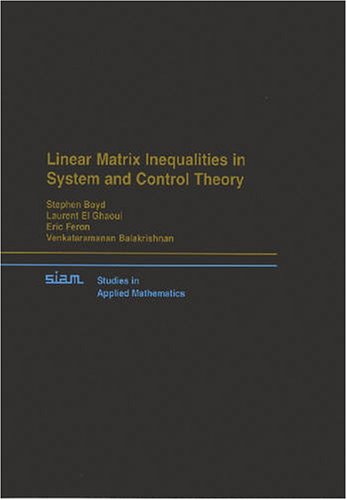 Linear Matrix Inequalities in
System and Control Theory
Stephen Boyd
Laurent El Ghaoui
Eric Feron
Venkataramanan Balakrishnan
siam
Studies in
Applied Mathematics